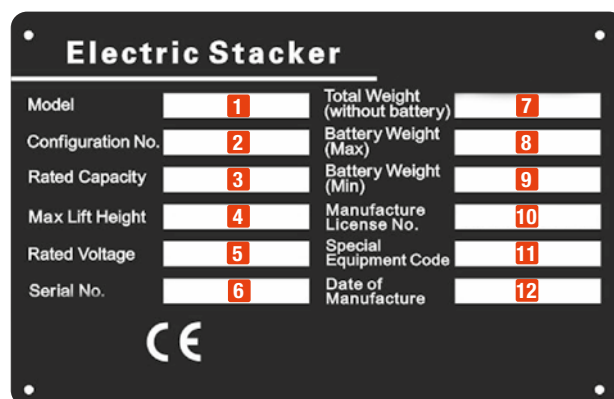 Electric Stacker
Model 1
Configuration No. 2
Rated Capacity 3
Max Lift Height 4
Rated Voltage 5
Serial No. 6
Total Weight
(without battery) 7
Battery Weight
(Max) 8
Battery Weight
(Min) 9
Manufacture
License No. 10
Special
Equipment Code 11
Date of
Manufacture 12
CE